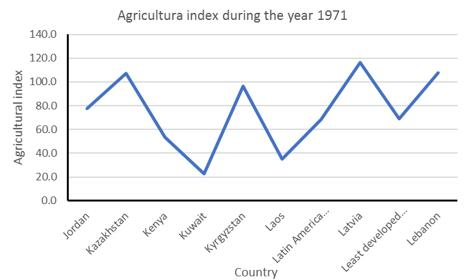 Agricultura index during the year 1971
Agricultural index
140.0
120.0
100.0
80.0
60.0
40.0
20.0
0.0
Jordan
Kazakhstan
Kenya
Kuwait
Kyrgyzstan
Laos
Latin America...
Latvia
Least developed...
Lebanon
Country